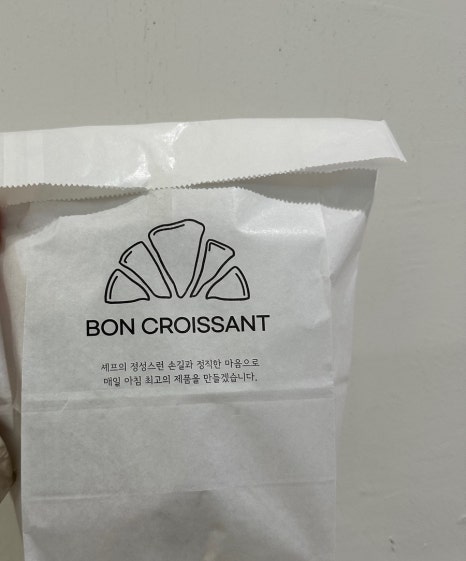 BON CROISSANT
셰프의 정성스런 손길과 정직한 마음으로
매일 아침 최고의 제품을 만들겠습니다.